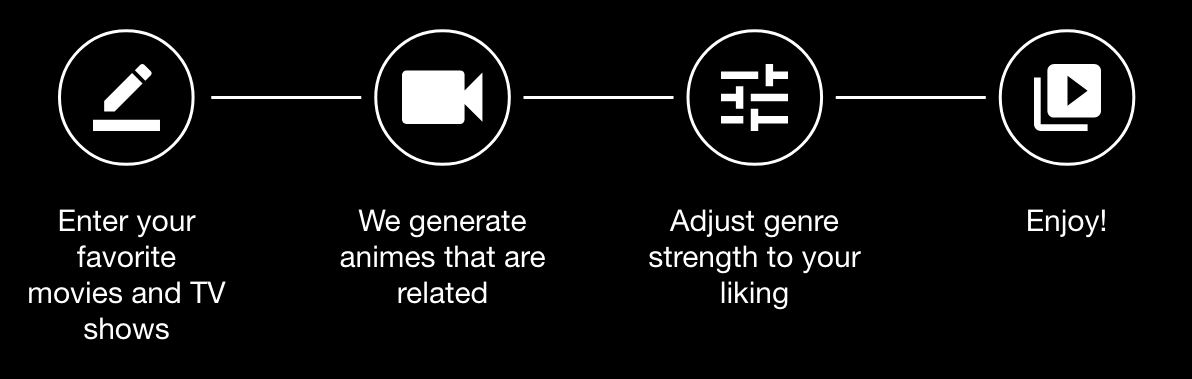 Enter your
favorite
movies and TV
shows
We generate
animes that are
related
Adjust genre
strength to your
liking
Enjoy!